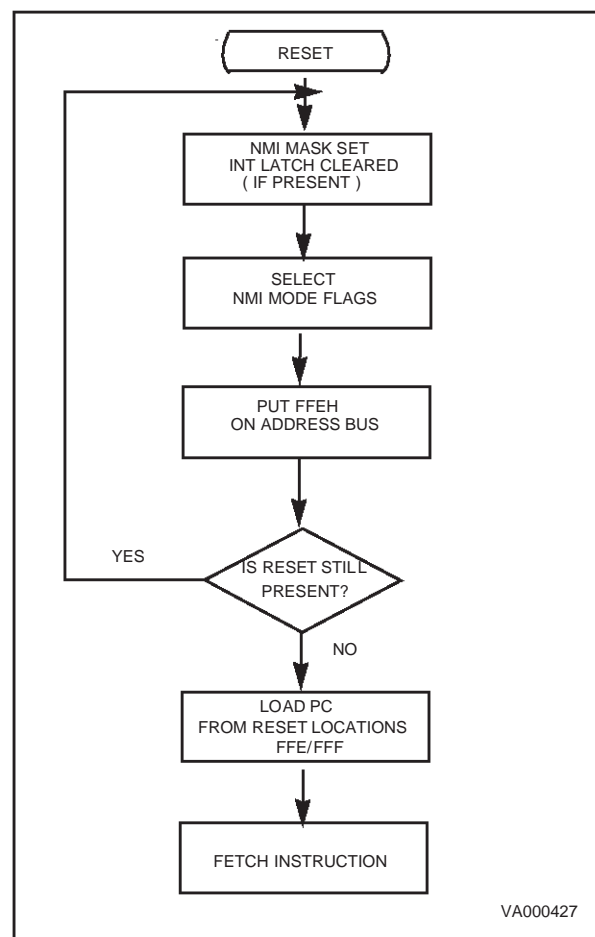 RESET
NMI MASK SET
INT LATCH CLEARED
( IF PRESENT )
SELECT
NMI MODE FLAGS
PUT FFEH
ON ADDRESS BUS
IS RESET STILL
PRESENT?
YES
NO
LOAD PC
FROM RESET LOCATIONS
FFE/FFF
FETCH INSTRUCTION
VA000427